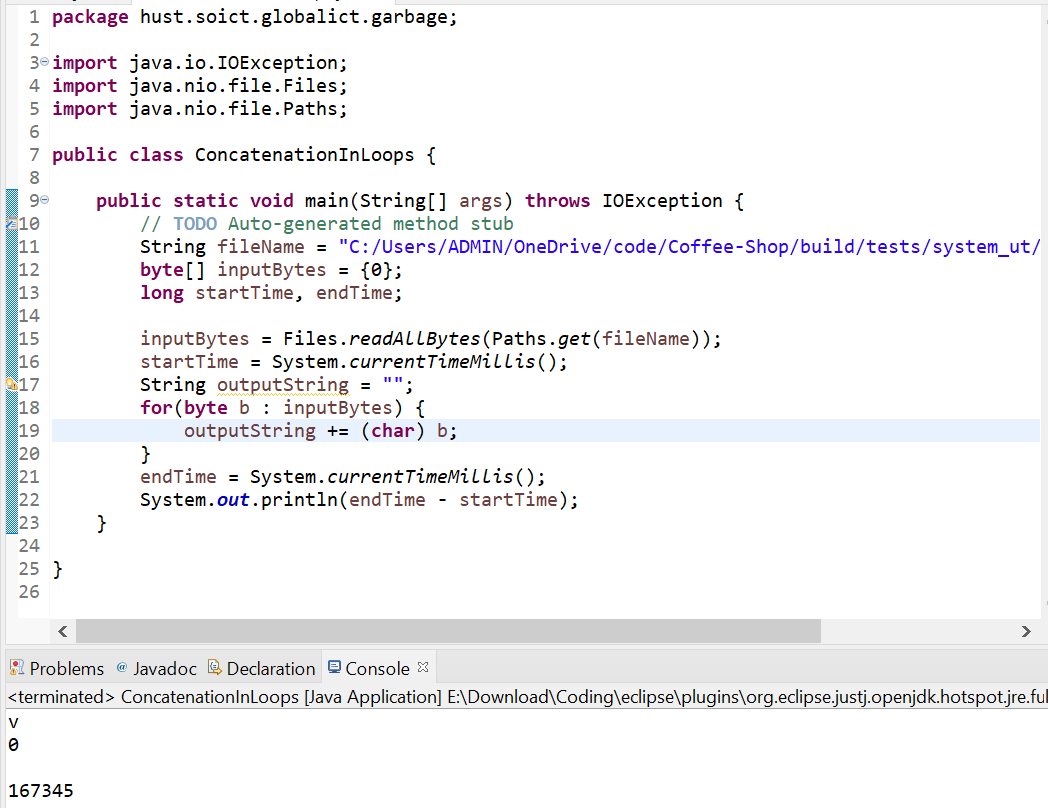 1 package hust.soict.globalict.garbage;
2
3 import java.io.IOException;
4 import java.nio.file.Files;
5 import java.nio.file.Paths;
6
7 public class ConcatenationInLoops {
8
9     public static void main(String[] args) throws IOException {
10         // TODO Auto-generated method stub
11         String fileName = "C:/Users/ADMIN/OneDrive/code/Coffee-Shop/build/tests/system_ut/
12         byte[] inputBytes = {0};
13         long startTime, endTime;
14
15         inputBytes = Files.readAllBytes(Paths.get(fileName));
16         startTime = System.currentTimeMillis();
17         String outputString = "";
18         for(byte b : inputBytes) {
19             outputString += (char) b;
20         }
21         endTime = System.currentTimeMillis();
22         System.out.println(endTime - startTime);
23     }
24
25 }
26
Problems Javadoc Declaration Console
<terminated> ConcatenationInLoops [Java Application] E:\Download\Coding\eclipse\plugins\org.eclipse.justj.openjdk.hotspot.jre.ful
v
0
167345